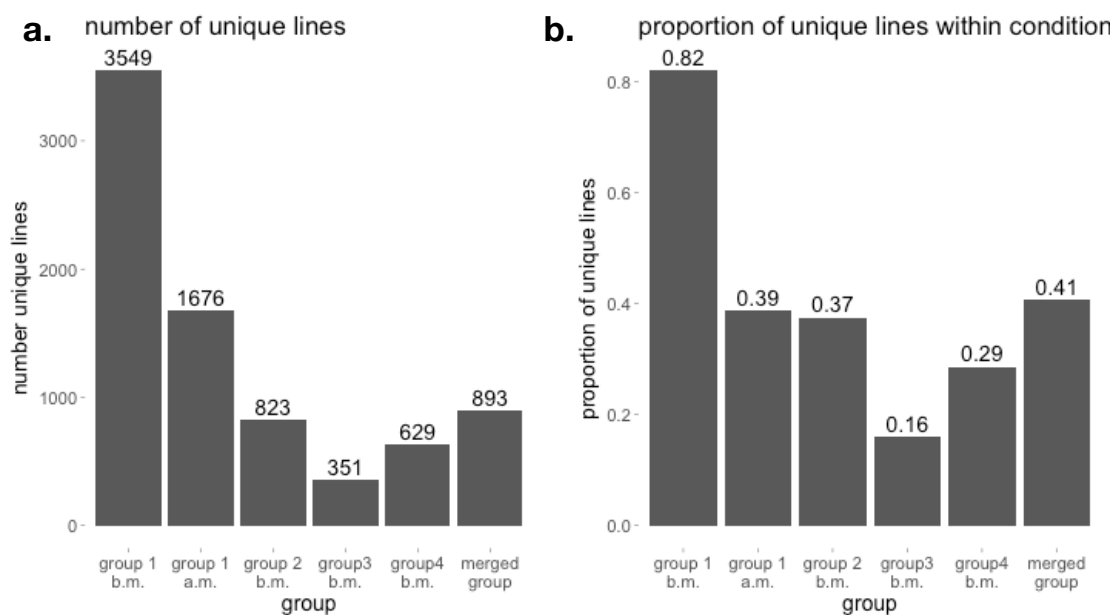 a. number of unique lines
3549
3000
2000
1000
0
number unique lines
1676
823
351
629
893
group 1
b.m.
group 1
a.m.
group 2
b.m.
group3
b.m.
group4
b.m.
merged
group
group
b. proportion of unique lines within condition
0.82
0.8
0.6
0.4
0.2
0.0
proportion of unique lines
0.39
0.37
0.16
0.29
0.41
group 1
b.m.
group 1
a.m.
group 2
b.m.
group3
b.m.
group4
b.m.
merged
group
group